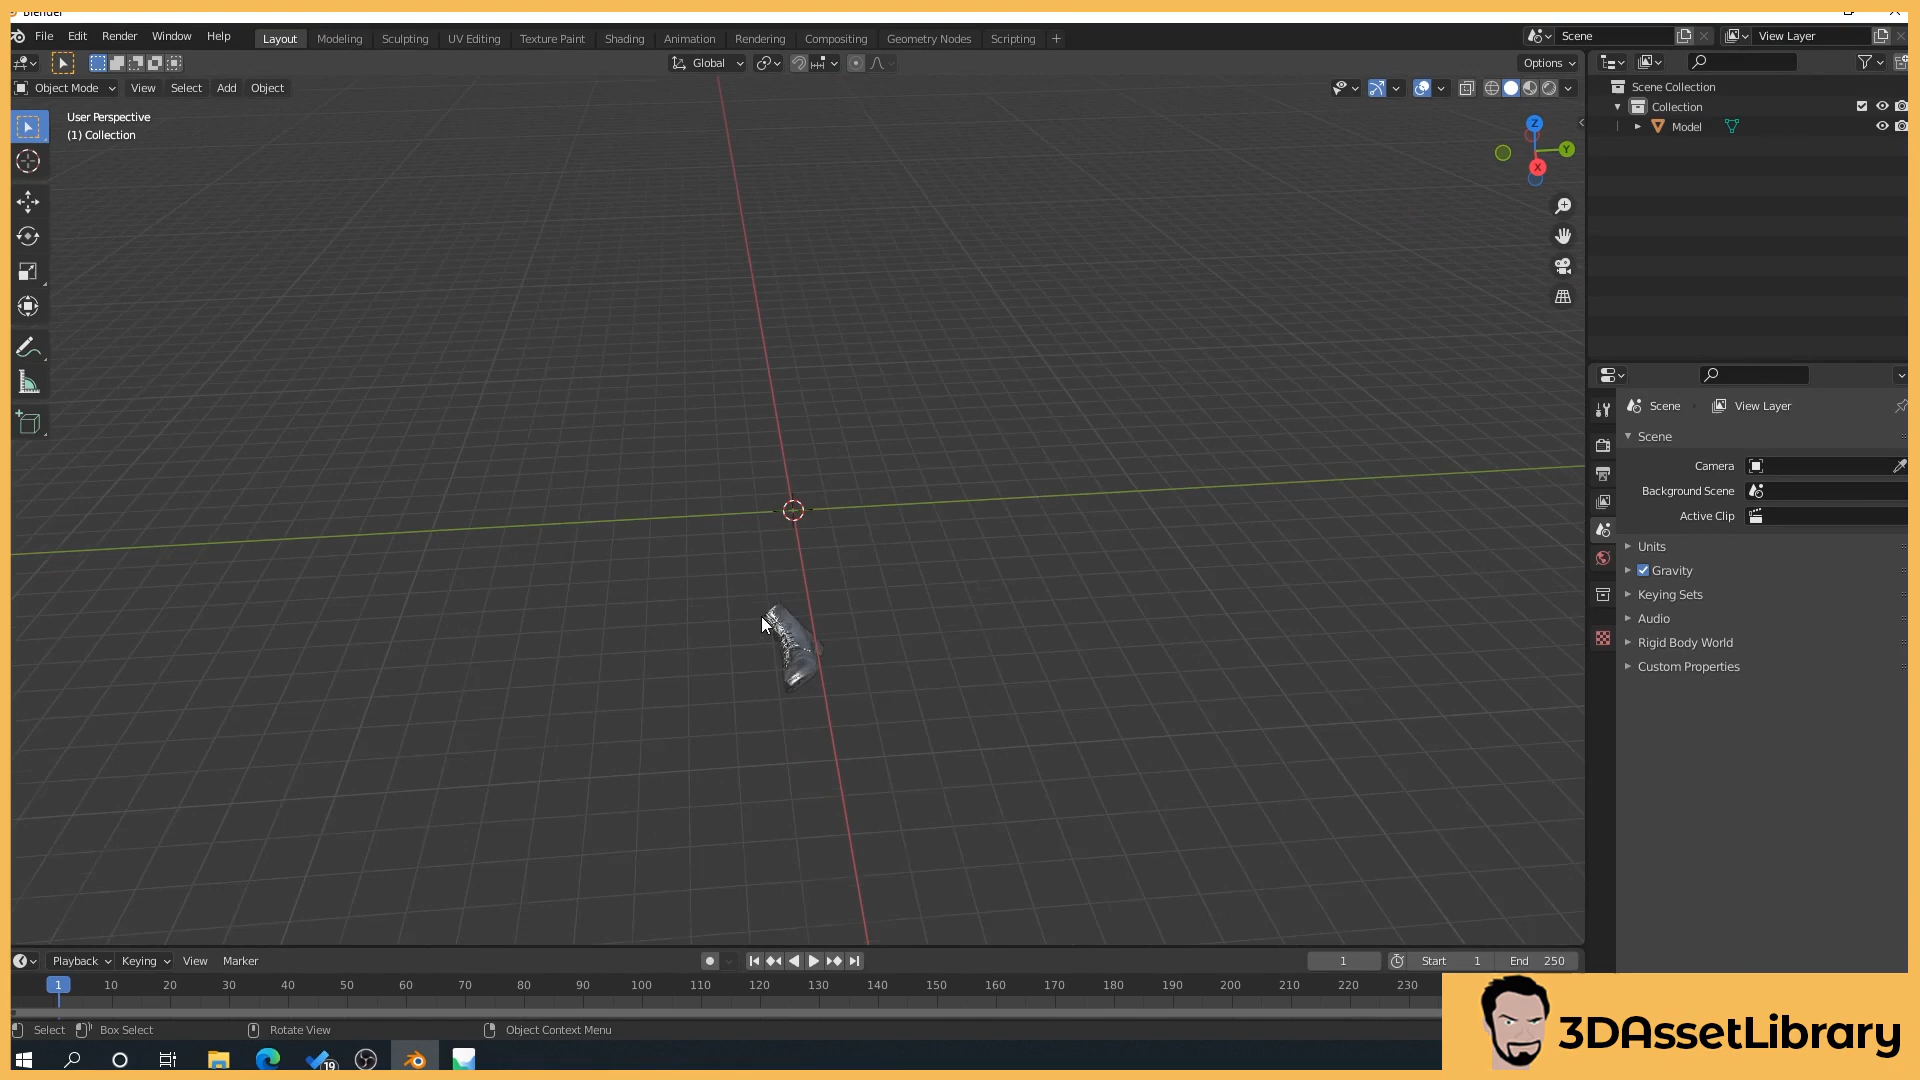 Blender
File Edit Render Window Help Layout Modeling Sculpting UV Editing Texture Paint Shading Animation Rendering Compositing Geometry Nodes Scripting + Scene View Layer
Global Options
Object Mode View Select Add Object
User Perspective
(1) Collection
Z
Y
X
Scene Collection
Collection
Model
Scene View Layer
Scene
Camera
Background Scene
Active Clip
Units
Gravity
Keying Sets
Audio
Rigid Body World
Custom Properties
Playback Keying View Marker 1 Start 1 End 250
1 10 20 30 40 50 60 70 80 90 100 110 120 130 140 150 160 170 180 190 200 210 220 230
Select Box Select Rotate View Object Context Menu
19
3DAssetLibrary